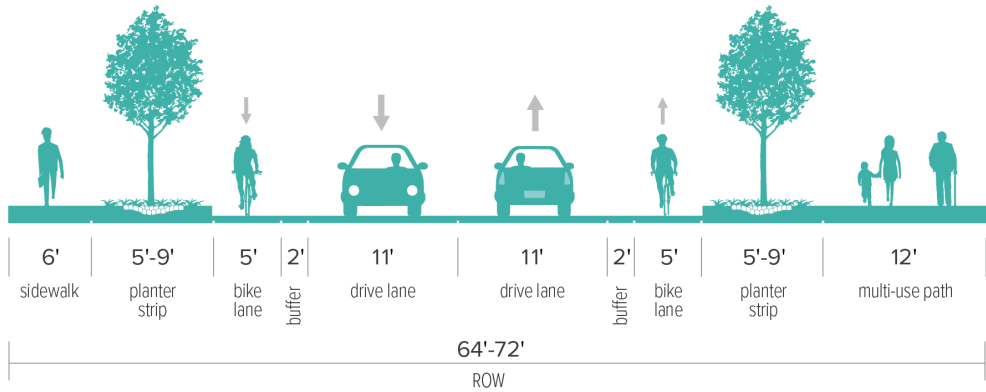 6' 5'-9' 5' 2' 11' 11' 2' 5' 5'-9' 12'
sidewalk planter strip bike lane buffer drive lane drive lane buffer bike lane planter strip multi-use path
64'-72'
ROW